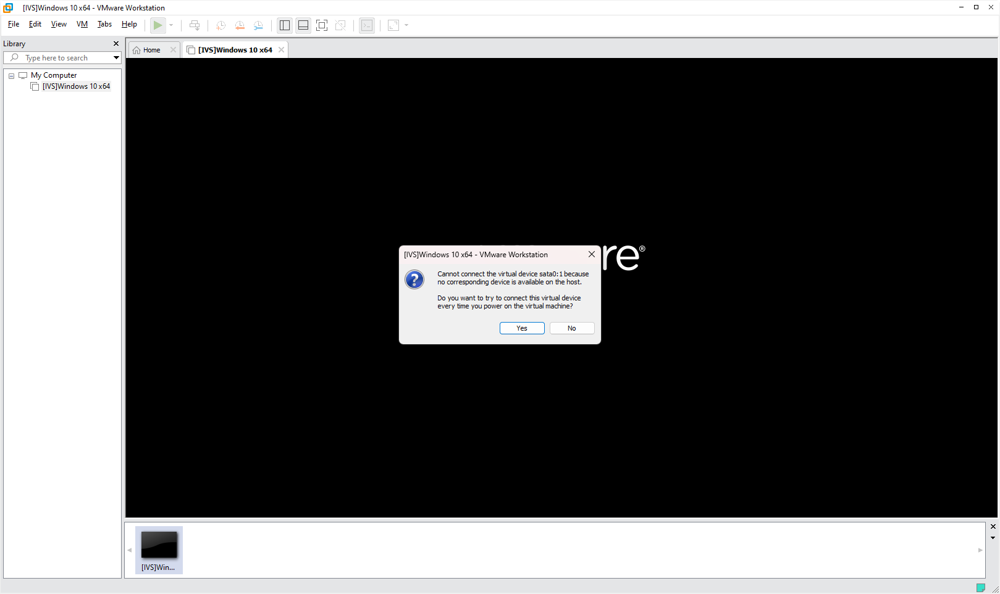 [IVS]Windows 10 x64 - VMware Workstation
File Edit View VM Tabs Help
Library
Type here to search
My Computer
[IVS]Windows 10 x64
Home
[IVS]Windows 10 x64
re®
[IVS]Windows 10 x64 - VMware Workstation
Cannot connect the virtual device sata0:1 because
no corresponding device is available on the host.
Do you want to try to connect this virtual device
every time you power on the virtual machine?
Yes No
[IVS]Win...